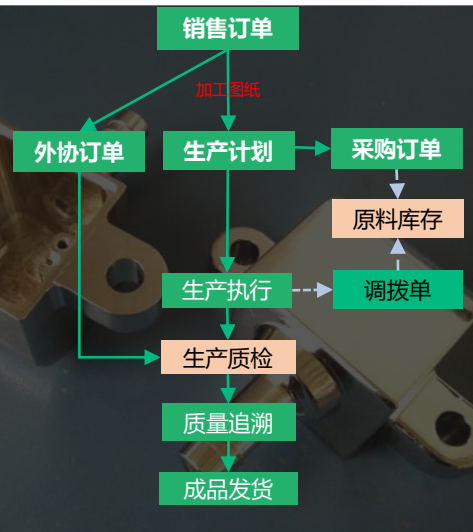 销售订单
加工图纸
外协订单
生产计划
采购订单
原料库存
生产执行
调拨单
生产质检
质量追溯
成品发货